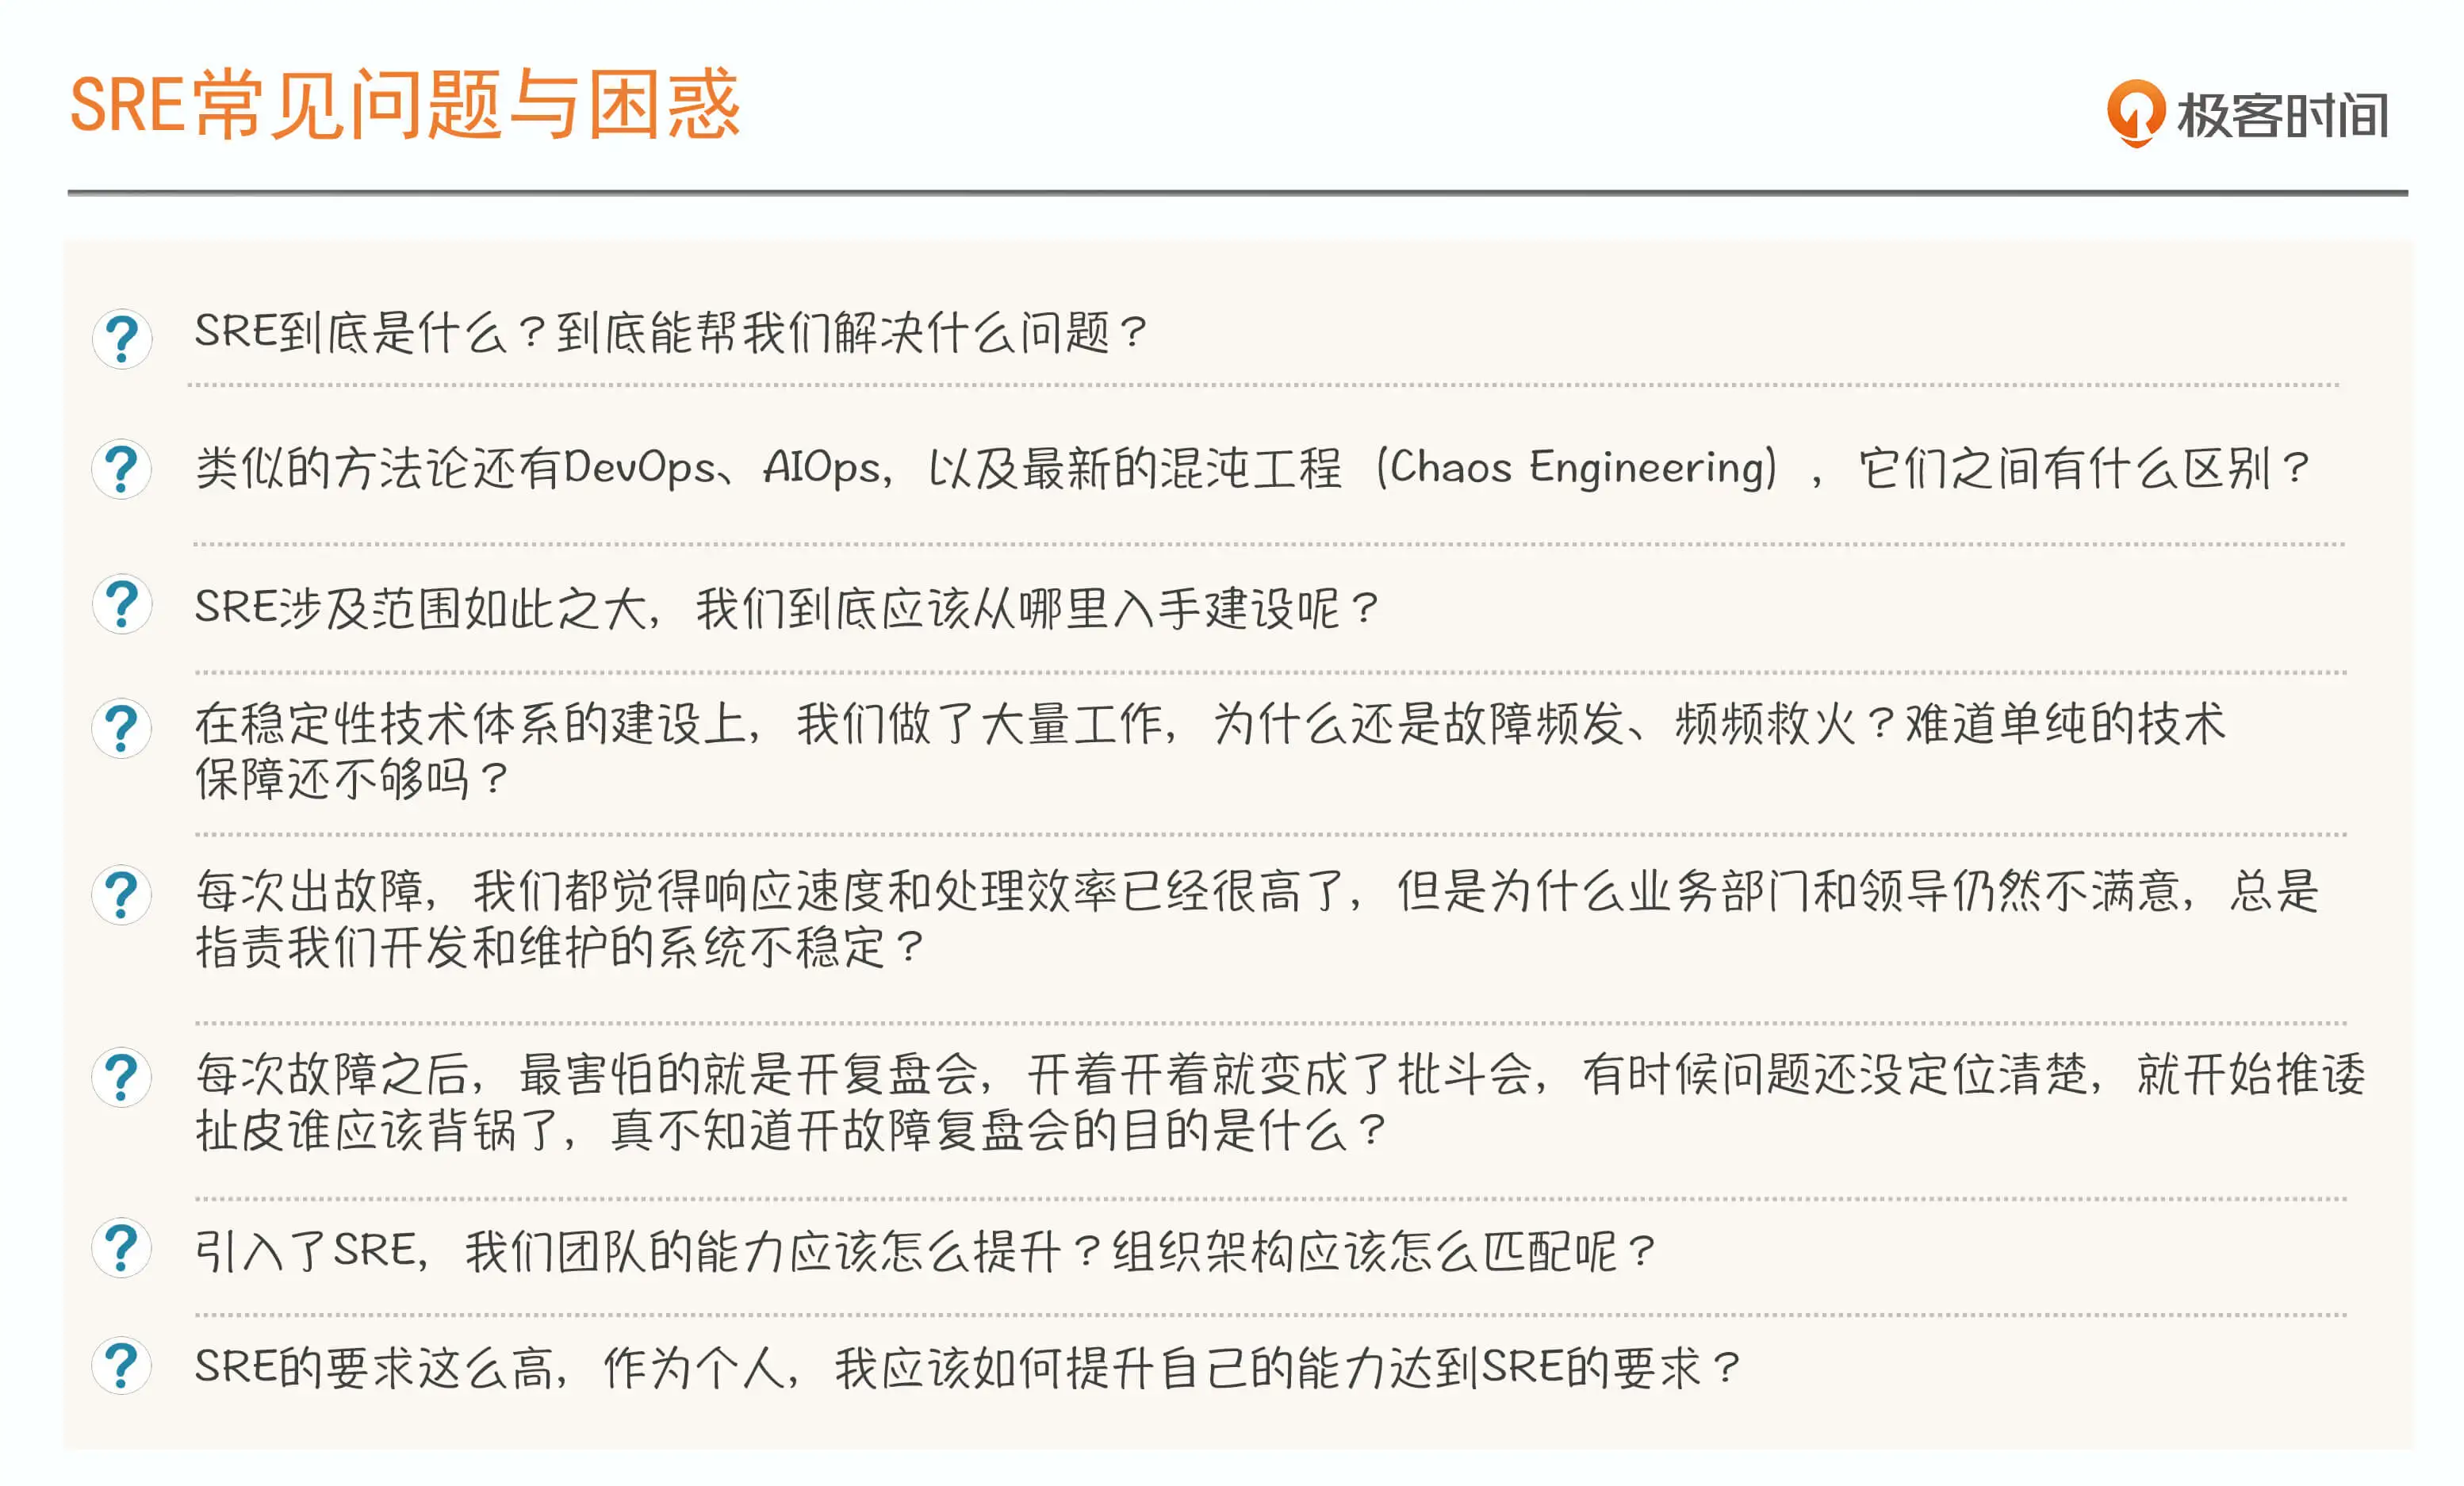 SRE常见问题与困惑
极客时间
SRE到底是什么？到底能帮我们解决什么问题？
类似的方法论还有DevOps、AIOps，以及最新的混沌工程（Chaos Engineering），它们之间有什么区别？
SRE涉及范围如此之大，我们到底应该从哪里入手建设呢？
在稳定性技术体系的建设上，我们做了大量工作，为什么还是故障频发、频频救火？难道单纯的技术
保障还不够吗？
每次出故障，我们都觉得响应速度和处理效率已经很高了，但是为什么业务部门和领导仍然不满意，总是
指责我们开发和维护的系统不稳定？
每次故障之后，最害怕的就是开复盘会，开着开着就变成了批斗会，有时候问题还没定位清楚，就开始推诿
扯皮谁应该背锅了，真不知道开故障复盘会的目的是什么？
引入了SRE，我们团队的能力应该怎么提升？组织架构应该怎么匹配呢？
SRE的要求这么高，作为个人，我应该如何提升自己的能力达到SRE的要求？